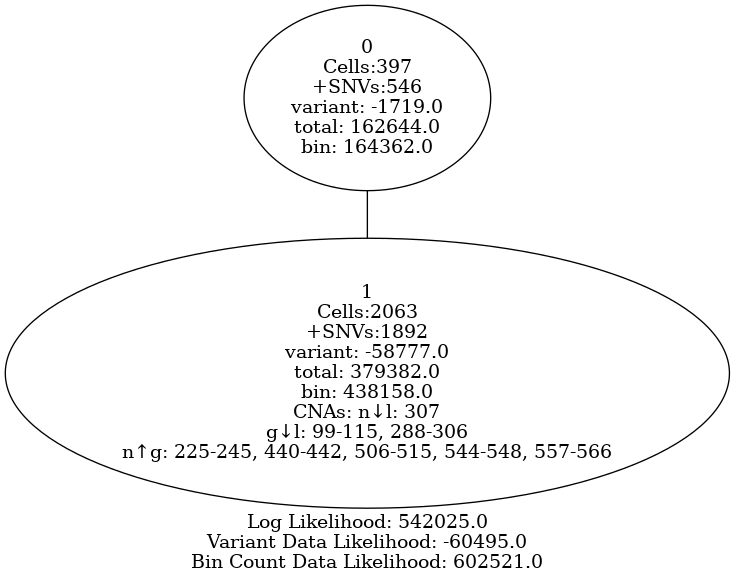 0
Cells:397
+SNVs:546
variant: -1719.0
total: 162644.0
bin: 164362.0
1
Cells:2063
+SNVs:1892
variant: -58777.0
total: 379382.0
bin: 438158.0
CNAs: n↓l: 307
g↓l: 99-115, 288-306
n↑g: 225-245, 440-442, 506-515, 544-548, 557-566
Log Likelihood: 542025.0
Variant Data Likelihood: -60495.0
Bin Count Data Likelihood: 602521.0